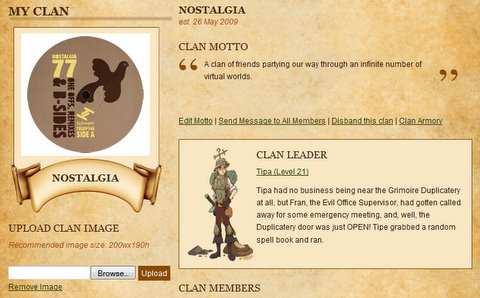 MY CLAN
NOSTALGIA
77
ONE OFFS, REMIXES
& B-SIDES
SIDE A
NOSTALGIA
UPLOAD CLAN IMAGE
Recommended image size. 200wx190h
Browse... Upload
Remove Image
NOSTALGIA
est. 26 May 2009
CLAN MOTTO
“ A clan of friends partying our way through an infinite number of
virtual worlds. ”
Edit Motto | Send Message to All Members | Disband this clan | Clan Armory
CLAN LEADER
Tipa (Level 21)
Tipa had no business being near the Grimoire Duplicatery
at all, but Fran, the Evil Office Supervisor, had gotten called
away for some emergency meeting, and, well, the
Duplicatery door was just OPEN! Tipe grabbed a random
spell book and ran.
CLAN MEMBERS